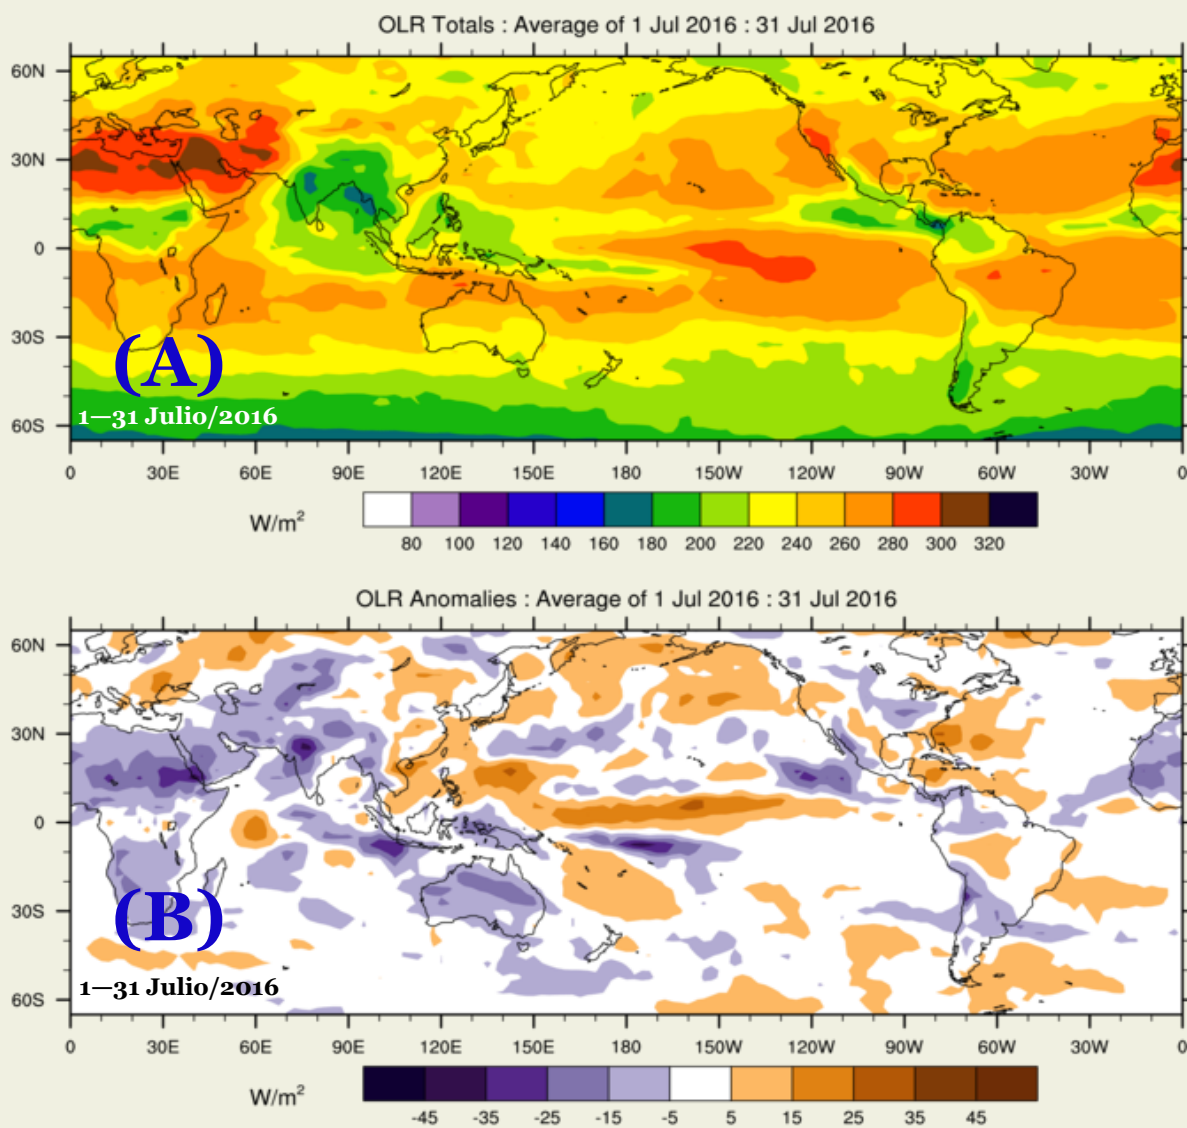 OLR Totals : Average of 1 Jul 2016 : 31 Jul 2016
60N
30N
0
30S
60S
(A)
1—31 Julio/2016
0 30E 60E 90E 120E 150E 180 150W 120W 90W 60W 30W 0
W/m²
80 100 120 140 160 180 200 220 240 260 280 300 320
OLR Anomalies : Average of 1 Jul 2016 : 31 Jul 2016
60N
30N
0
30S
60S
(B)
1—31 Julio/2016
0 30E 60E 90E 120E 150E 180 150W 120W 90W 60W 30W 0
W/m²
-45 -35 -25 -15 -5 5 15 25 35 45